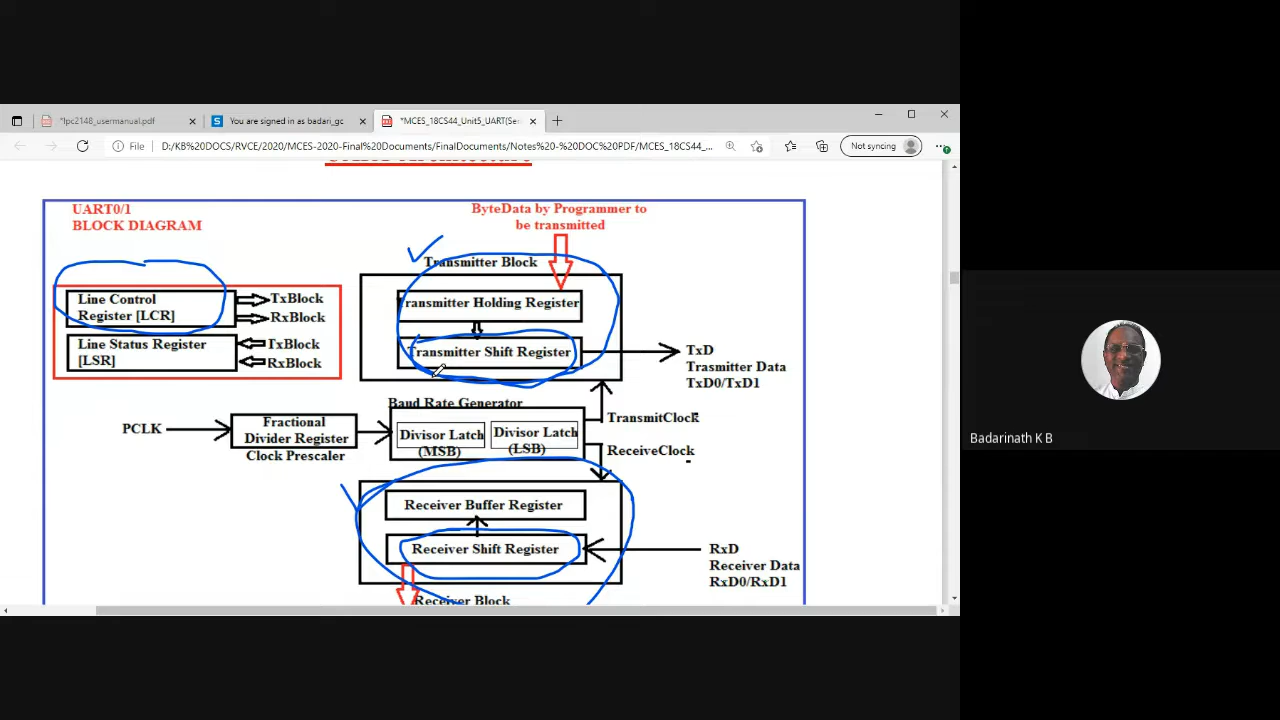 *lpc2148_usermanual.pdf
You are signed in as badari_gc
*MCES_18CS44_Unit5_UART(Ser
File
D:/KB%20DOCS/RVCE/2020/MCES-2020-Final%20Documents/FinalDocuments/Notes%20-%20DOC%20PDF/MCES_18CS44_...
Not syncing
UART0/1
BLOCK DIAGRAM
ByteData by Programmer to
be transmitted
Transmitter Block
Line Control
Register [LCR]
TxBlock
RxBlock
Line Status Register
[LSR]
TxBlock
RxBlock
Transmitter Holding Register
Transmitter Shift Register
TxD
Trasmitter Data
TxD0/TxD1
Baud Rate Generator
PCLK
Fractional
Divider Register
Clock Prescaler
Divisor Latch
(MSB)
Divisor Latch
(LSB)
TransmitClock
ReceiveClock
Receiver Buffer Register
Receiver Shift Register
RxD
Receiver Data
RxD0/RxD1
Receiver Block
Badarinath K B